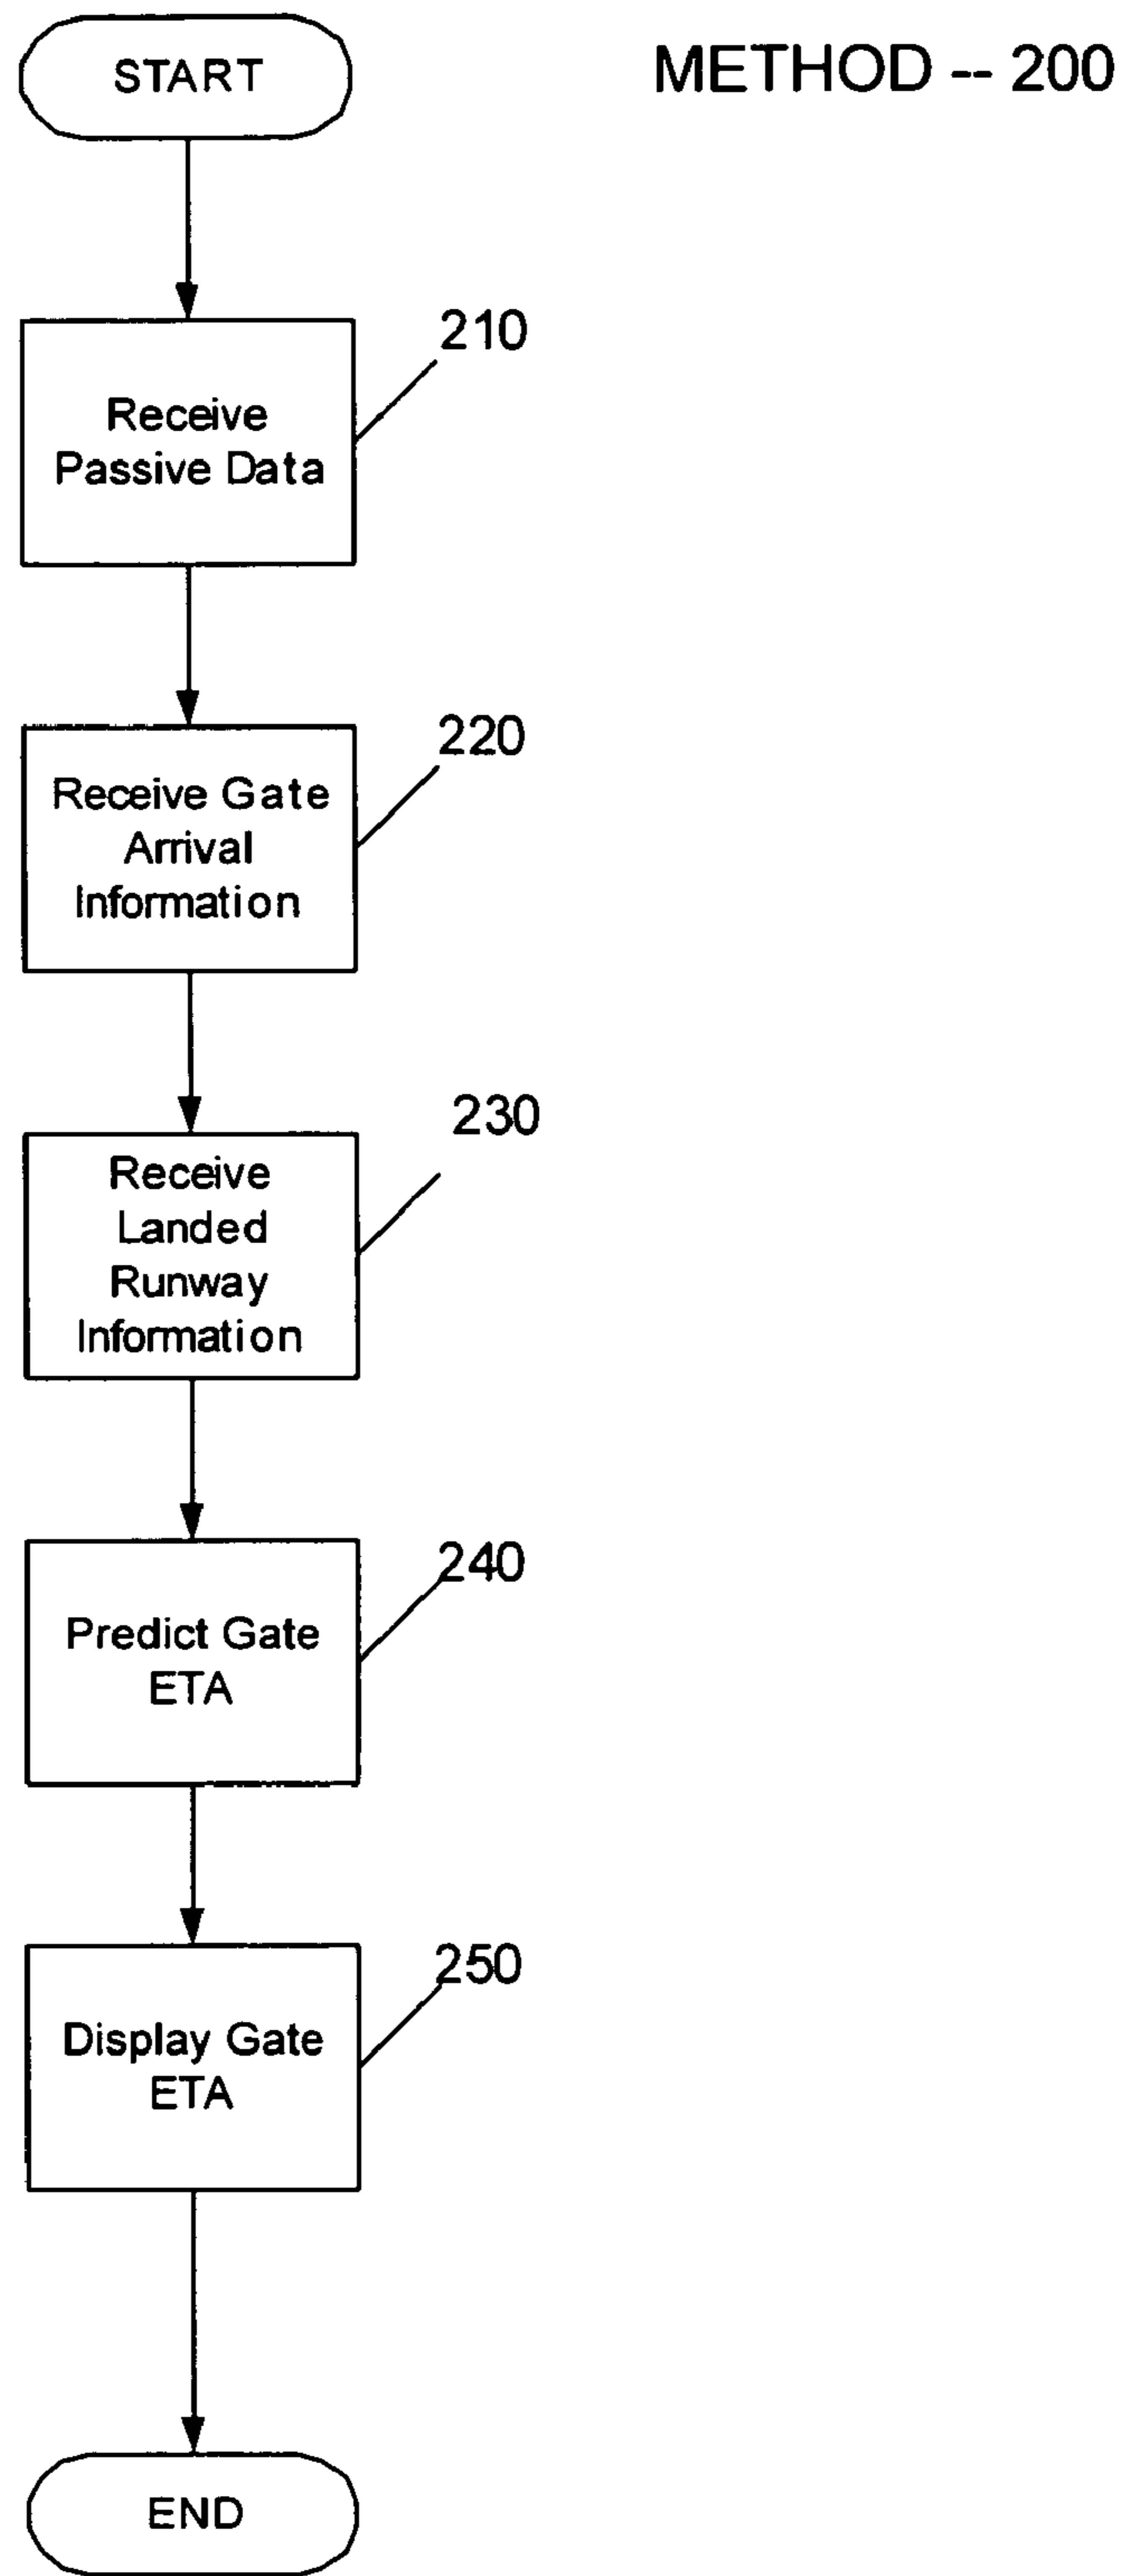 START
METHOD -- 200
210
Receive
Passive Data
220
Receive Gate
Arrival
Information
230
Receive
Landed
Runway
Information
240
Predict Gate
ETA
250
Display Gate
ETA
END